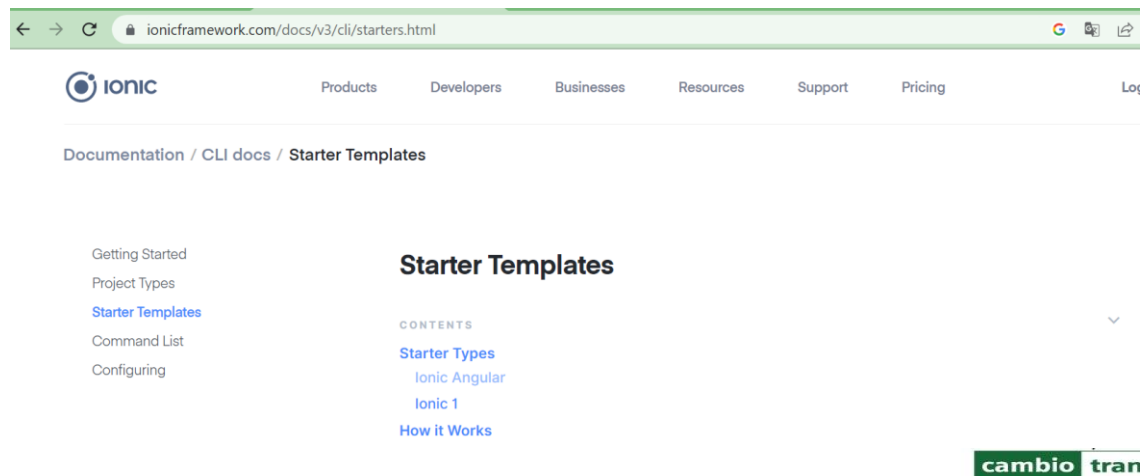 ionicframework.com/docs/v3/cli/starters.html
IONIC
Products Developers Businesses Resources Support Pricing
Documentation / CLI docs / Starter Templates
Getting Started
Project Types
Starter Templates
Command List
Configuring
Starter Templates
CONTENTS
Starter Types
Ionic Angular
Ionic 1
How it Works
cambio